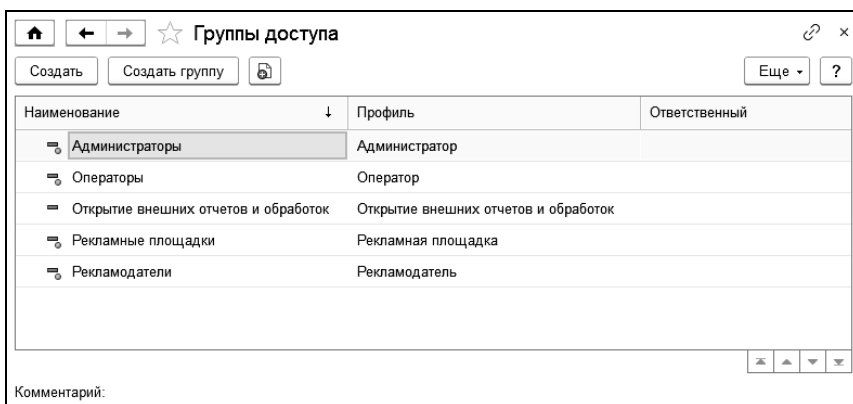 Группы доступа
Создать Создать группу Еще ?
Наименование Профиль Ответственный
Администраторы Администратор
Операторы Оператор
Открытие внешних отчетов и обработок Открытие внешних отчетов и обработок
Рекламные площадки Рекламная площадка
Рекламодатели Рекламодатель
Комментарий: